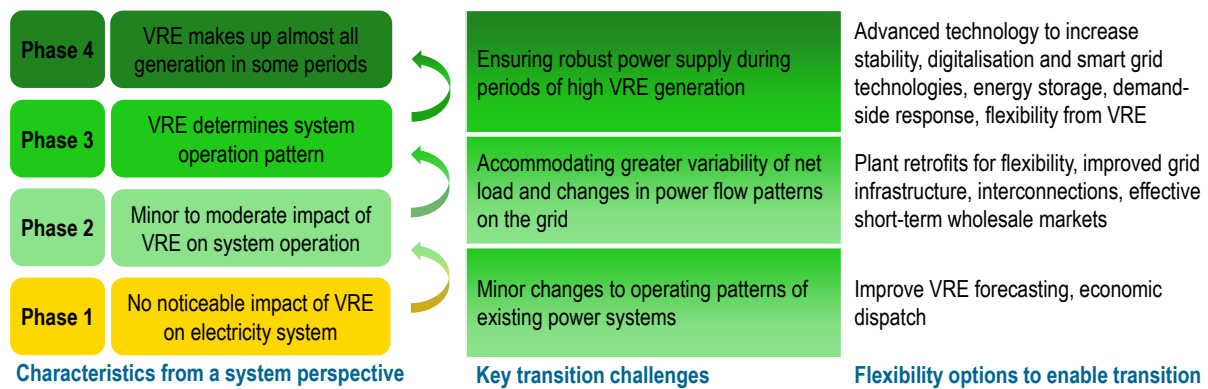 Phase 4
VRE makes up almost all
generation in some periods
Phase 3
VRE determines system
operation pattern
Phase 2
Minor to moderate impact of
VRE on system operation
Phase 1
No noticeable impact of VRE
on electricity system
Characteristics from a system perspective
Ensuring robust power supply during
periods of high VRE generation
Accommodating greater variability of net
load and changes in power flow patterns
on the grid
Minor changes to operating patterns of
existing power systems
Key transition challenges
Advanced technology to increase
stability, digitalisation and smart grid
technologies, energy storage, demand-
side response, flexibility from VRE
Plant retrofits for flexibility, improved grid
infrastructure, interconnections, effective
short-term wholesale markets
Improve VRE forecasting, economic
dispatch
Flexibility options to enable transition